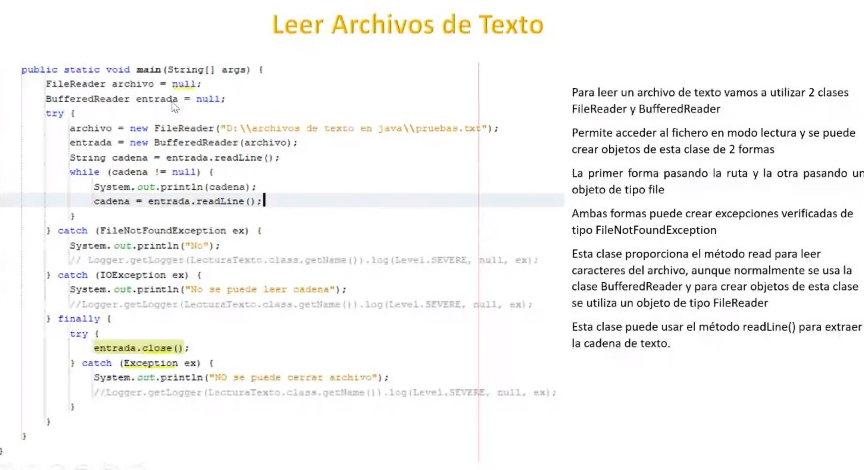 Leer Archivos de Texto
public static void main(String[] args) {
FileReader archivo = null;
BufferedReader entrada = null;
try {
archivo = new FileReader("D:\\archivos de texto en java\\pruebas.txt");
entrada = new BufferedReader(archivo);
String cadena = entrada.readLine();
while (cadena != null) {
System.out.println(cadena);
cadena = entrada.readLine();
}
} catch (FileNotFoundException ex) {
System.out.println("No");
// Logger.getLogger(LecturaTexto.class.getName()).log(Level.SEVERE, null, ex);
} catch (IOException ex) {
System.out.println("No se puede leer cadena");
//Logger.getLogger(LecturaTexto.class.getName()).log(Level.SEVERE, null, ex);
} finally {
try {
entrada.close();
} catch (Exception ex) {
System.out.println("NO se puede cerrar archivo");
//Logger.getLogger(LecturaTexto.class.getName()).log(Level.SEVERE, null, ex);
}
}
}
}
Para leer un archivo de texto vamos a utilizar 2 clases
FileReader y BufferedReader
Permite acceder al fichero en modo lectura y se puede
crear objetos de esta clase de 2 formas
La primer forma pasando la ruta y la otra pasando un
objeto de tipo file
Ambas formas puede crear excepciones verificadas de
tipo FileNotFoundException
Esta clase proporciona el método read para leer
caracteres del archivo, aunque normalmente se usa la
clase BufferedReader y para crear objetos de esta clase
se utiliza un objeto de tipo FileReader
Esta clase puede usar el método readLine() para extraer
la cadena de texto.